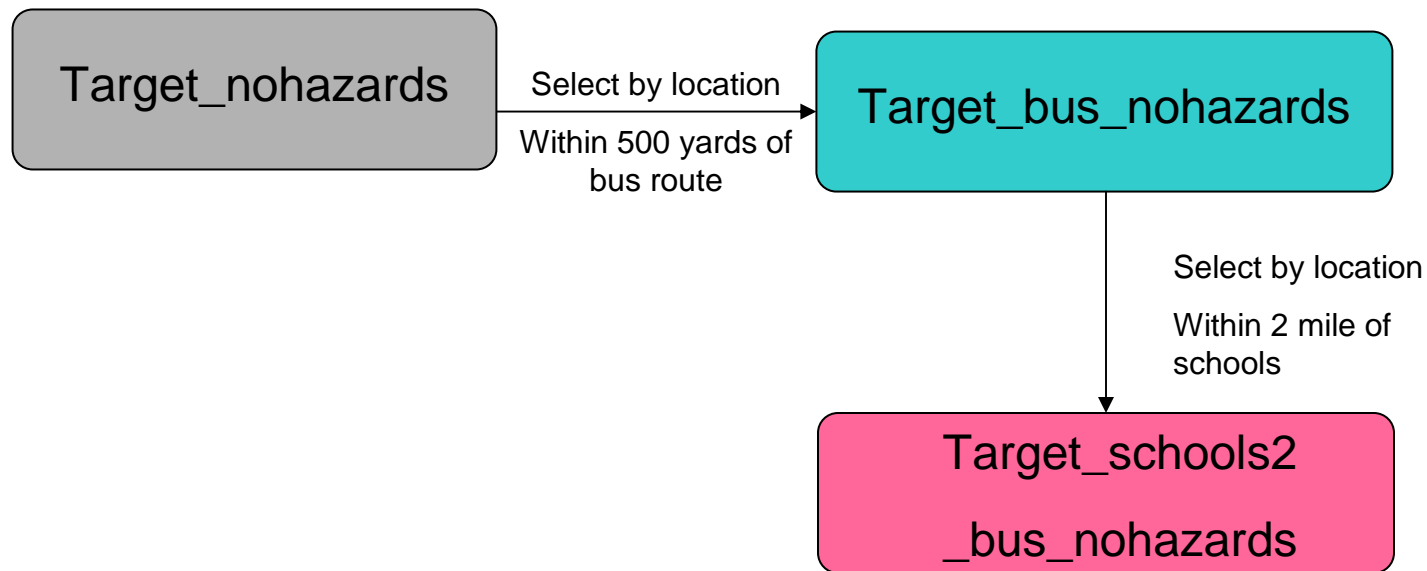 Target_nohazards
Select by location
Within 500 yards of
bus route
Target_bus_nohazards
Select by location
Within 2 mile of
schools
Target_schools2
_bus_nohazards